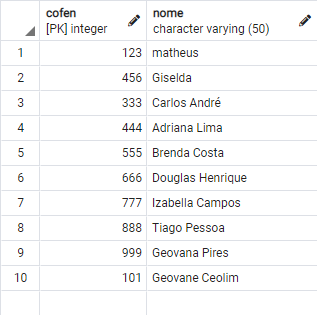 cofen nome
[PK] integer character varying (50)
1 123 matheus
2 456 Giselda
3 333 Carlos André
4 444 Adriana Lima
5 555 Brenda Costa
6 666 Douglas Henrique
7 777 Izabella Campos
8 888 Tiago Pessoa
9 999 Geovana Pires
10 101 Geovane Ceolim